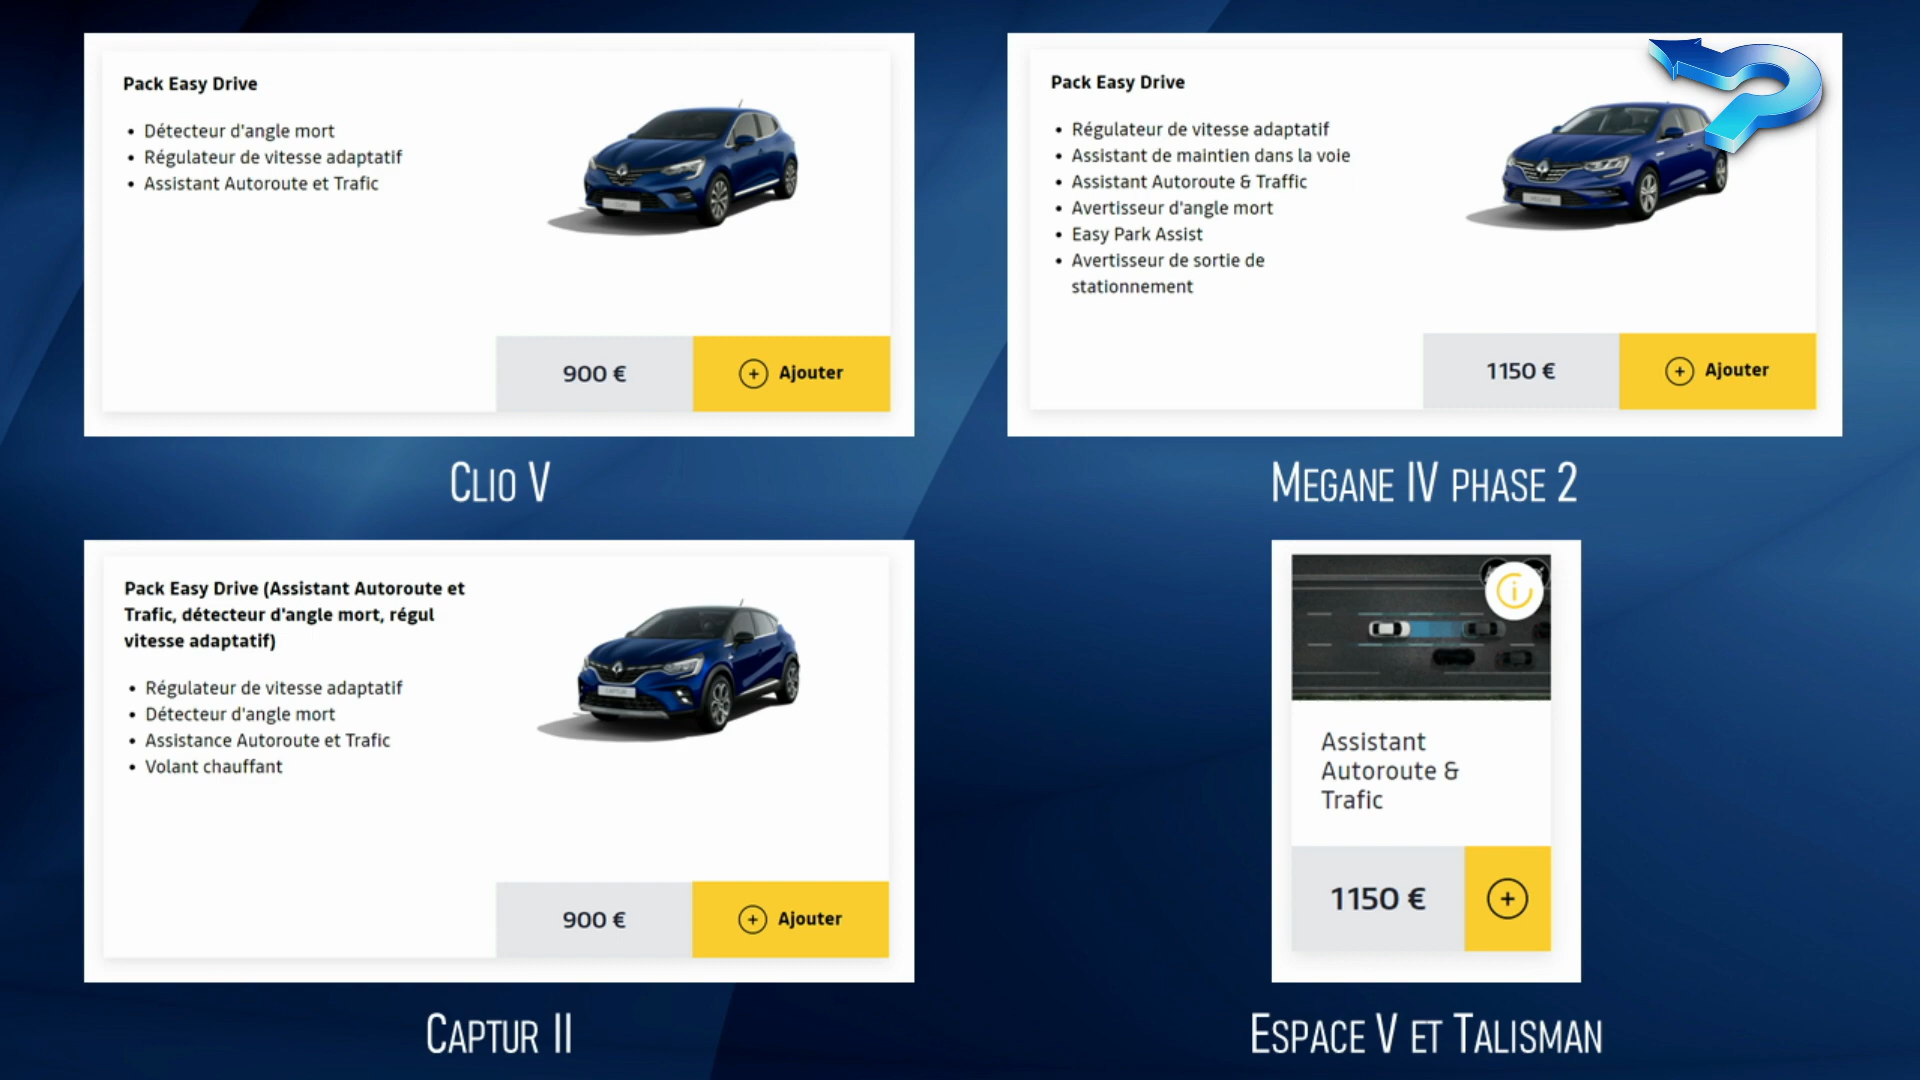 Pack Easy Drive
• Détecteur d'angle mort
• Régulateur de vitesse adaptatif
• Assistant Autoroute et Trafic
900 €
Ajouter
CLIO V
Pack Easy Drive
• Régulateur de vitesse adaptatif
• Assistant de maintien dans la voie
• Assistant Autoroute & Traffic
• Avertisseur d'angle mort
• Easy Park Assist
• Avertisseur de sortie de
stationnement
1150 €
Ajouter
MEGANE IV PHASE 2
Pack Easy Drive (Assistant Autoroute et
Trafic, détecteur d'angle mort, régul
vitesse adaptatif)
• Régulateur de vitesse adaptatif
• Détecteur d'angle mort
• Assistance Autoroute et Trafic
• Volant chauffant
CAPTUR
900 €
Ajouter
CAPTUR II
Assistant
Autoroute &
Trafic
1150 €
ESPACE V ET TALISMAN